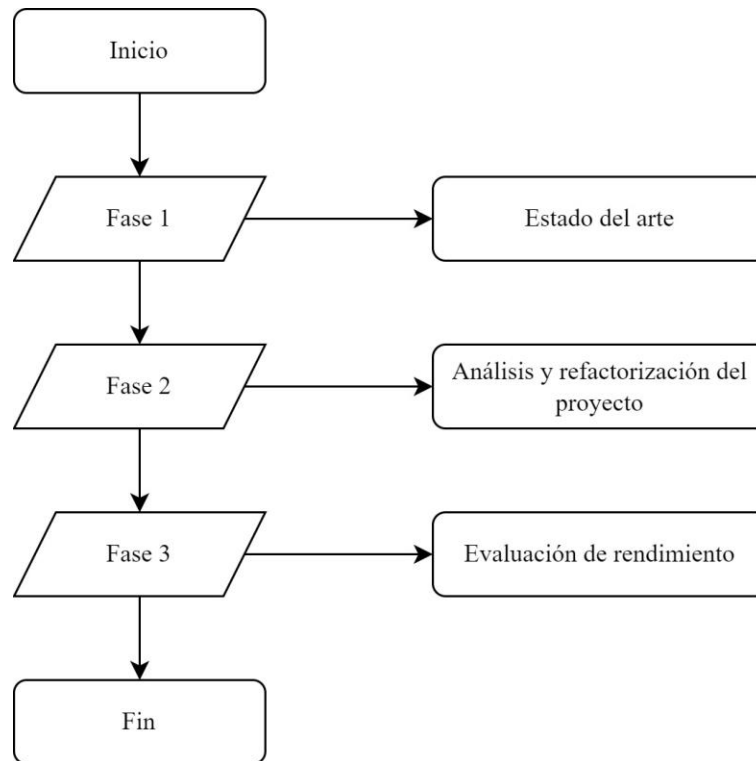 Inicio
Fase 1
Estado del arte
Fase 2
Análisis y refactorización del
proyecto
Fase 3
Evaluación de rendimiento
Fin